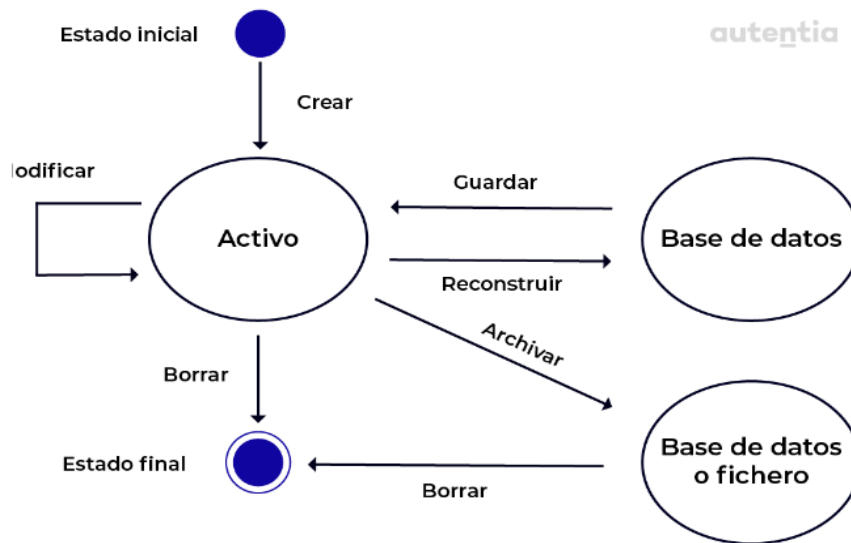 Estado inicial
autentia
Crear
lodificar
Guardar
Activo
Base de datos
Reconstruir
Archivar
Borrar
Estado final
Base de datos
o fichero
Borrar